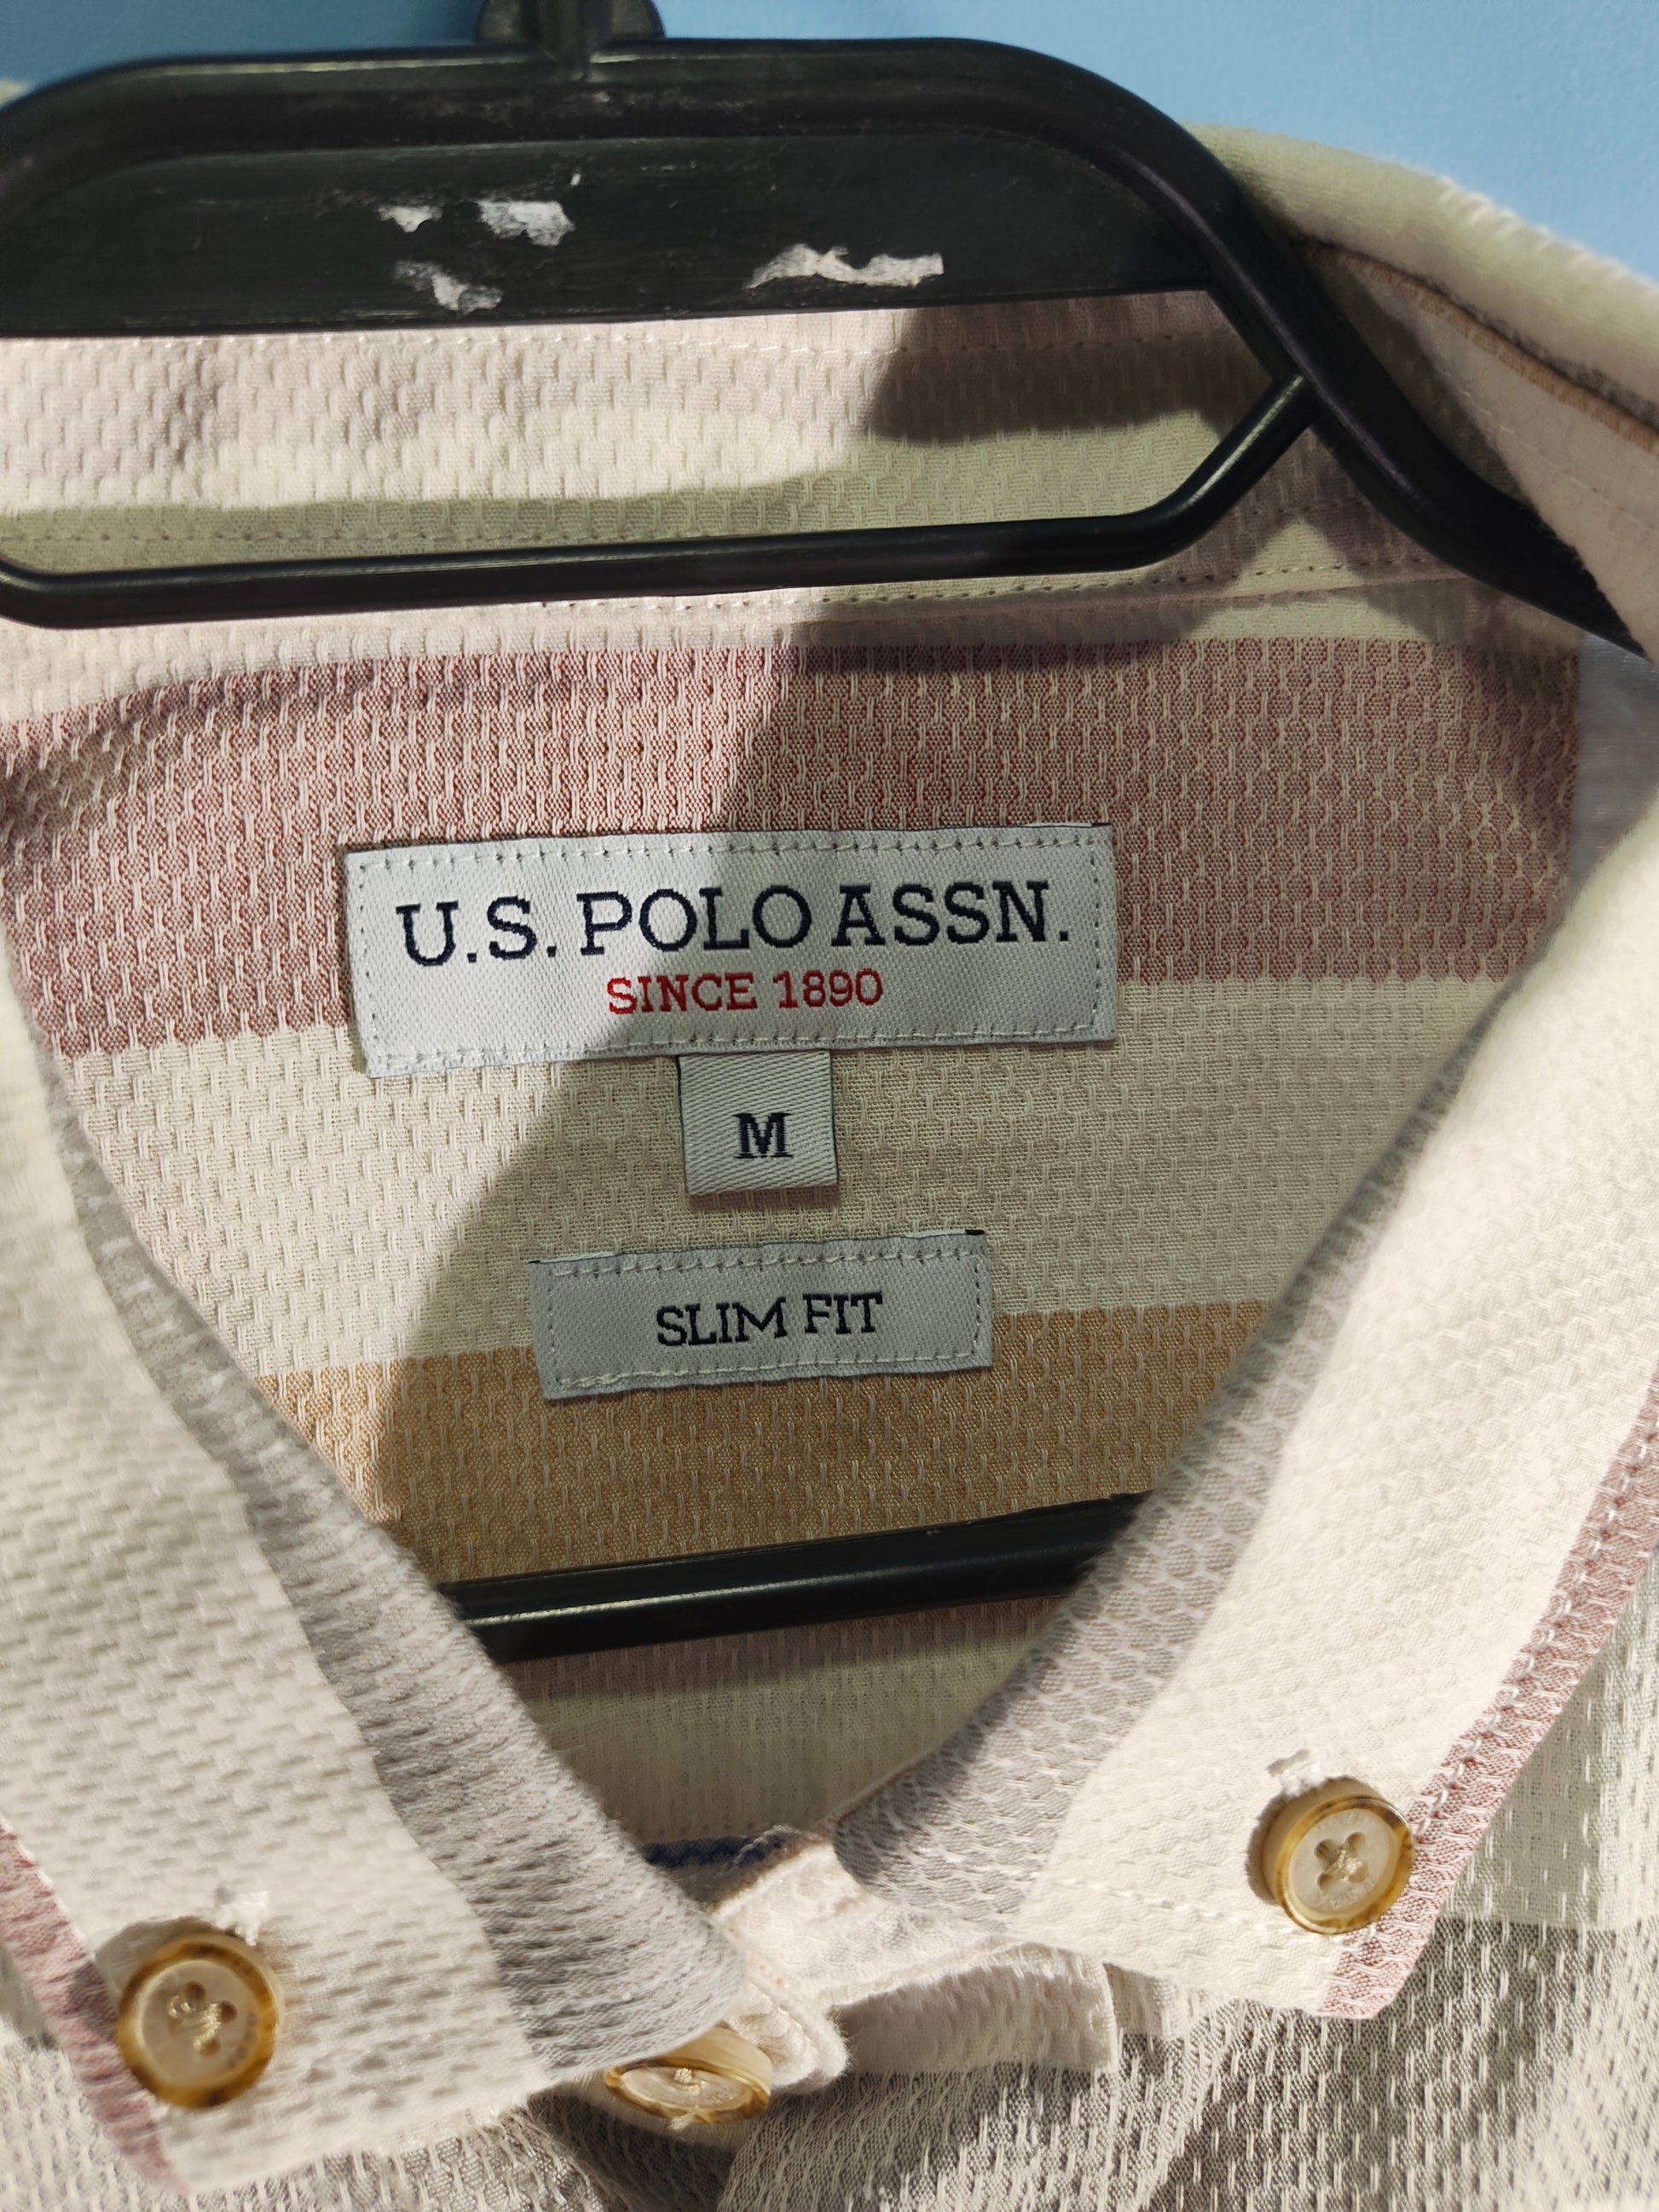 U.S. POLO ASSN.
SINCE 1890
M
SLIM FIT